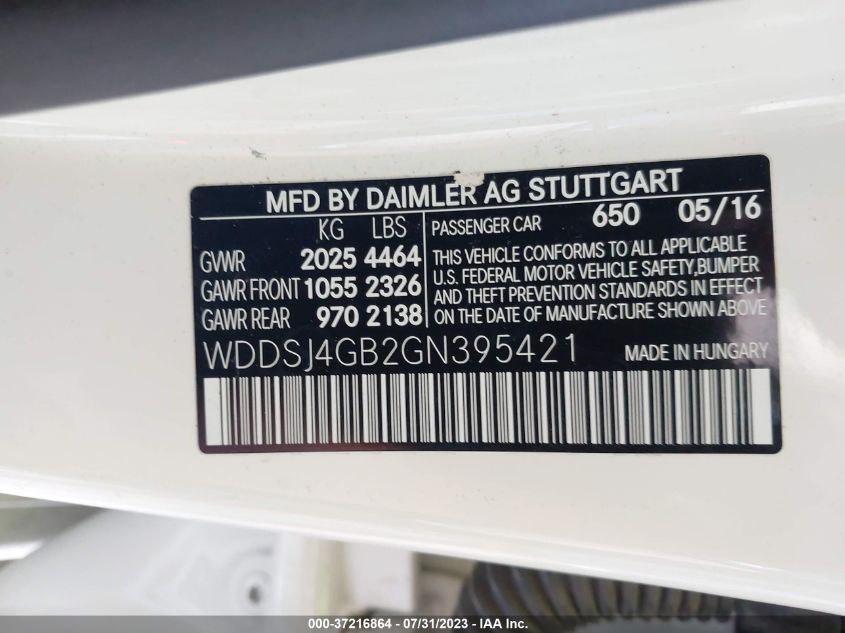 MFD BY DAIMLER AG STUTTGART
KG LBS
GVWR 2025 4464
GAWR FRONT 1055 2326
GAWR REAR 970 2138
PASSENGER CAR 650 05/16
THIS VEHICLE CONFORMS TO ALL APPLICABLE
U.S. FEDERAL MOTOR VEHICLE SAFETY,BUMPER
AND THEFT PREVENTION STANDARDS IN EFFECT
ON THE DATE OF MANUFACTURE SHOWN ABOVE
WDDSJ4GB2GN395421 MADE IN HUNGARY
000-37216864 / 07/31/2023 - IAA Inc.